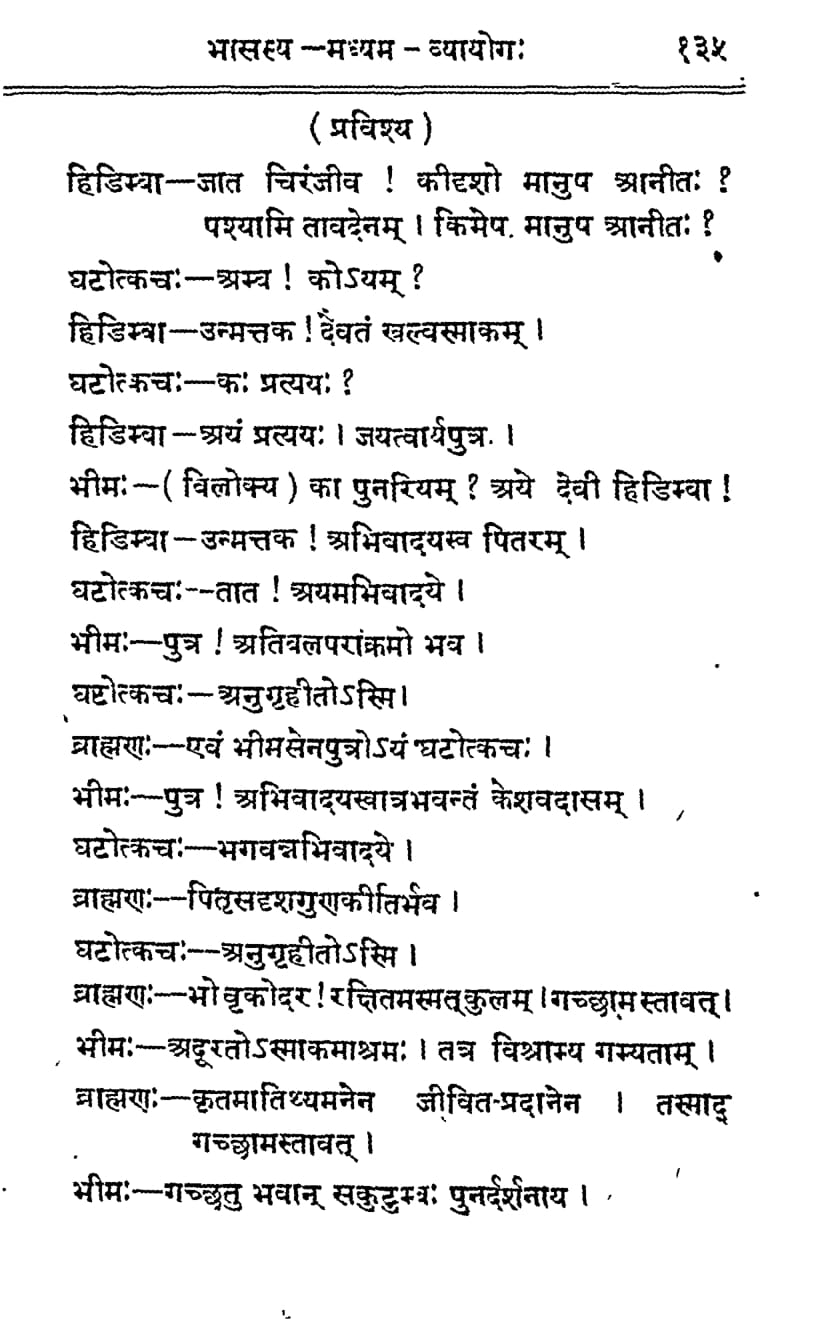 भासस्य —मध्यम – व्यायोगः १३५
( प्रविश्य )
हिडिम्बा—जात चिरंजीव ! कीदृशो मानुष आनीतः ?
पश्यामि तावदेनम् । किमेष. मानुष आनीतः ?
घटोत्कचः—अम्ब ! कोऽयम् ?
हिडिम्बा—उन्मत्तक ! दैवतं खल्वस्माकम् ।
घटोत्कचः—कः प्रत्ययः ?
हिडिम्बा —अयं प्रत्ययः । जयत्वार्यपुत्र. ।
भीमः —( विलोक्य ) का पुनरियम् ? अये देवी हिडिम्बा !
हिडिम्बा —उन्मत्तक ! अभिवादयस्व पितरम् ।
घटोत्कचः--तात ! अयमभिवादये ।
भीमः—पुत्र ! अतिबलपरांक्रमो भव ।
घटोत्कचः —अनुगृहीतोऽस्मि।
ब्राह्मणः—एवं भीमसेनपुत्रोऽयं घटोत्कचः ।
भीमः—पुत्र ! अभिवादयस्वात्रभवन्तं केशवदासम् ।
घटोत्कचः—भगवन्नभिवादये ।
ब्राह्मणः—पितृसदृशगुणकीर्तिर्भव ।
घटोत्कचः—अनुगृहीतोऽस्मि ।
ब्राह्मणः—भो वृकोदर! रक्षितमस्मत्कुलम् ।गच्छामस्तावत्।
भीमः—अदूरतोऽस्माकमाश्रमः । तत्र विश्राम्य गम्यताम् ।
ब्राह्मणः—कृतमातिथ्यमनेन जीवित-प्रदानेन । तस्माद्
गच्छामस्तावत् ।
भीमः—गच्छतु भवान् सकुटुम्बः पुनर्दर्शनाय ।